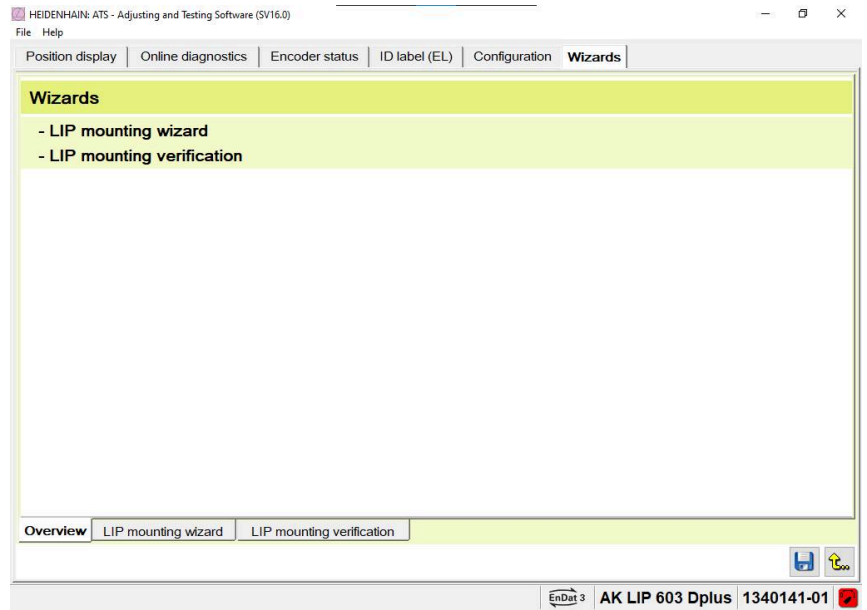 HEIDENHAIN: ATS - Adjusting and Testing Software (SV16.0)
File Help
Position display Online diagnostics Encoder status ID label (EL) Configuration Wizards
Wizards
- LIP mounting wizard
- LIP mounting verification
Overview LIP mounting wizard LIP mounting verification
EnDat 3 AK LIP 603 Dplus 1340141-01